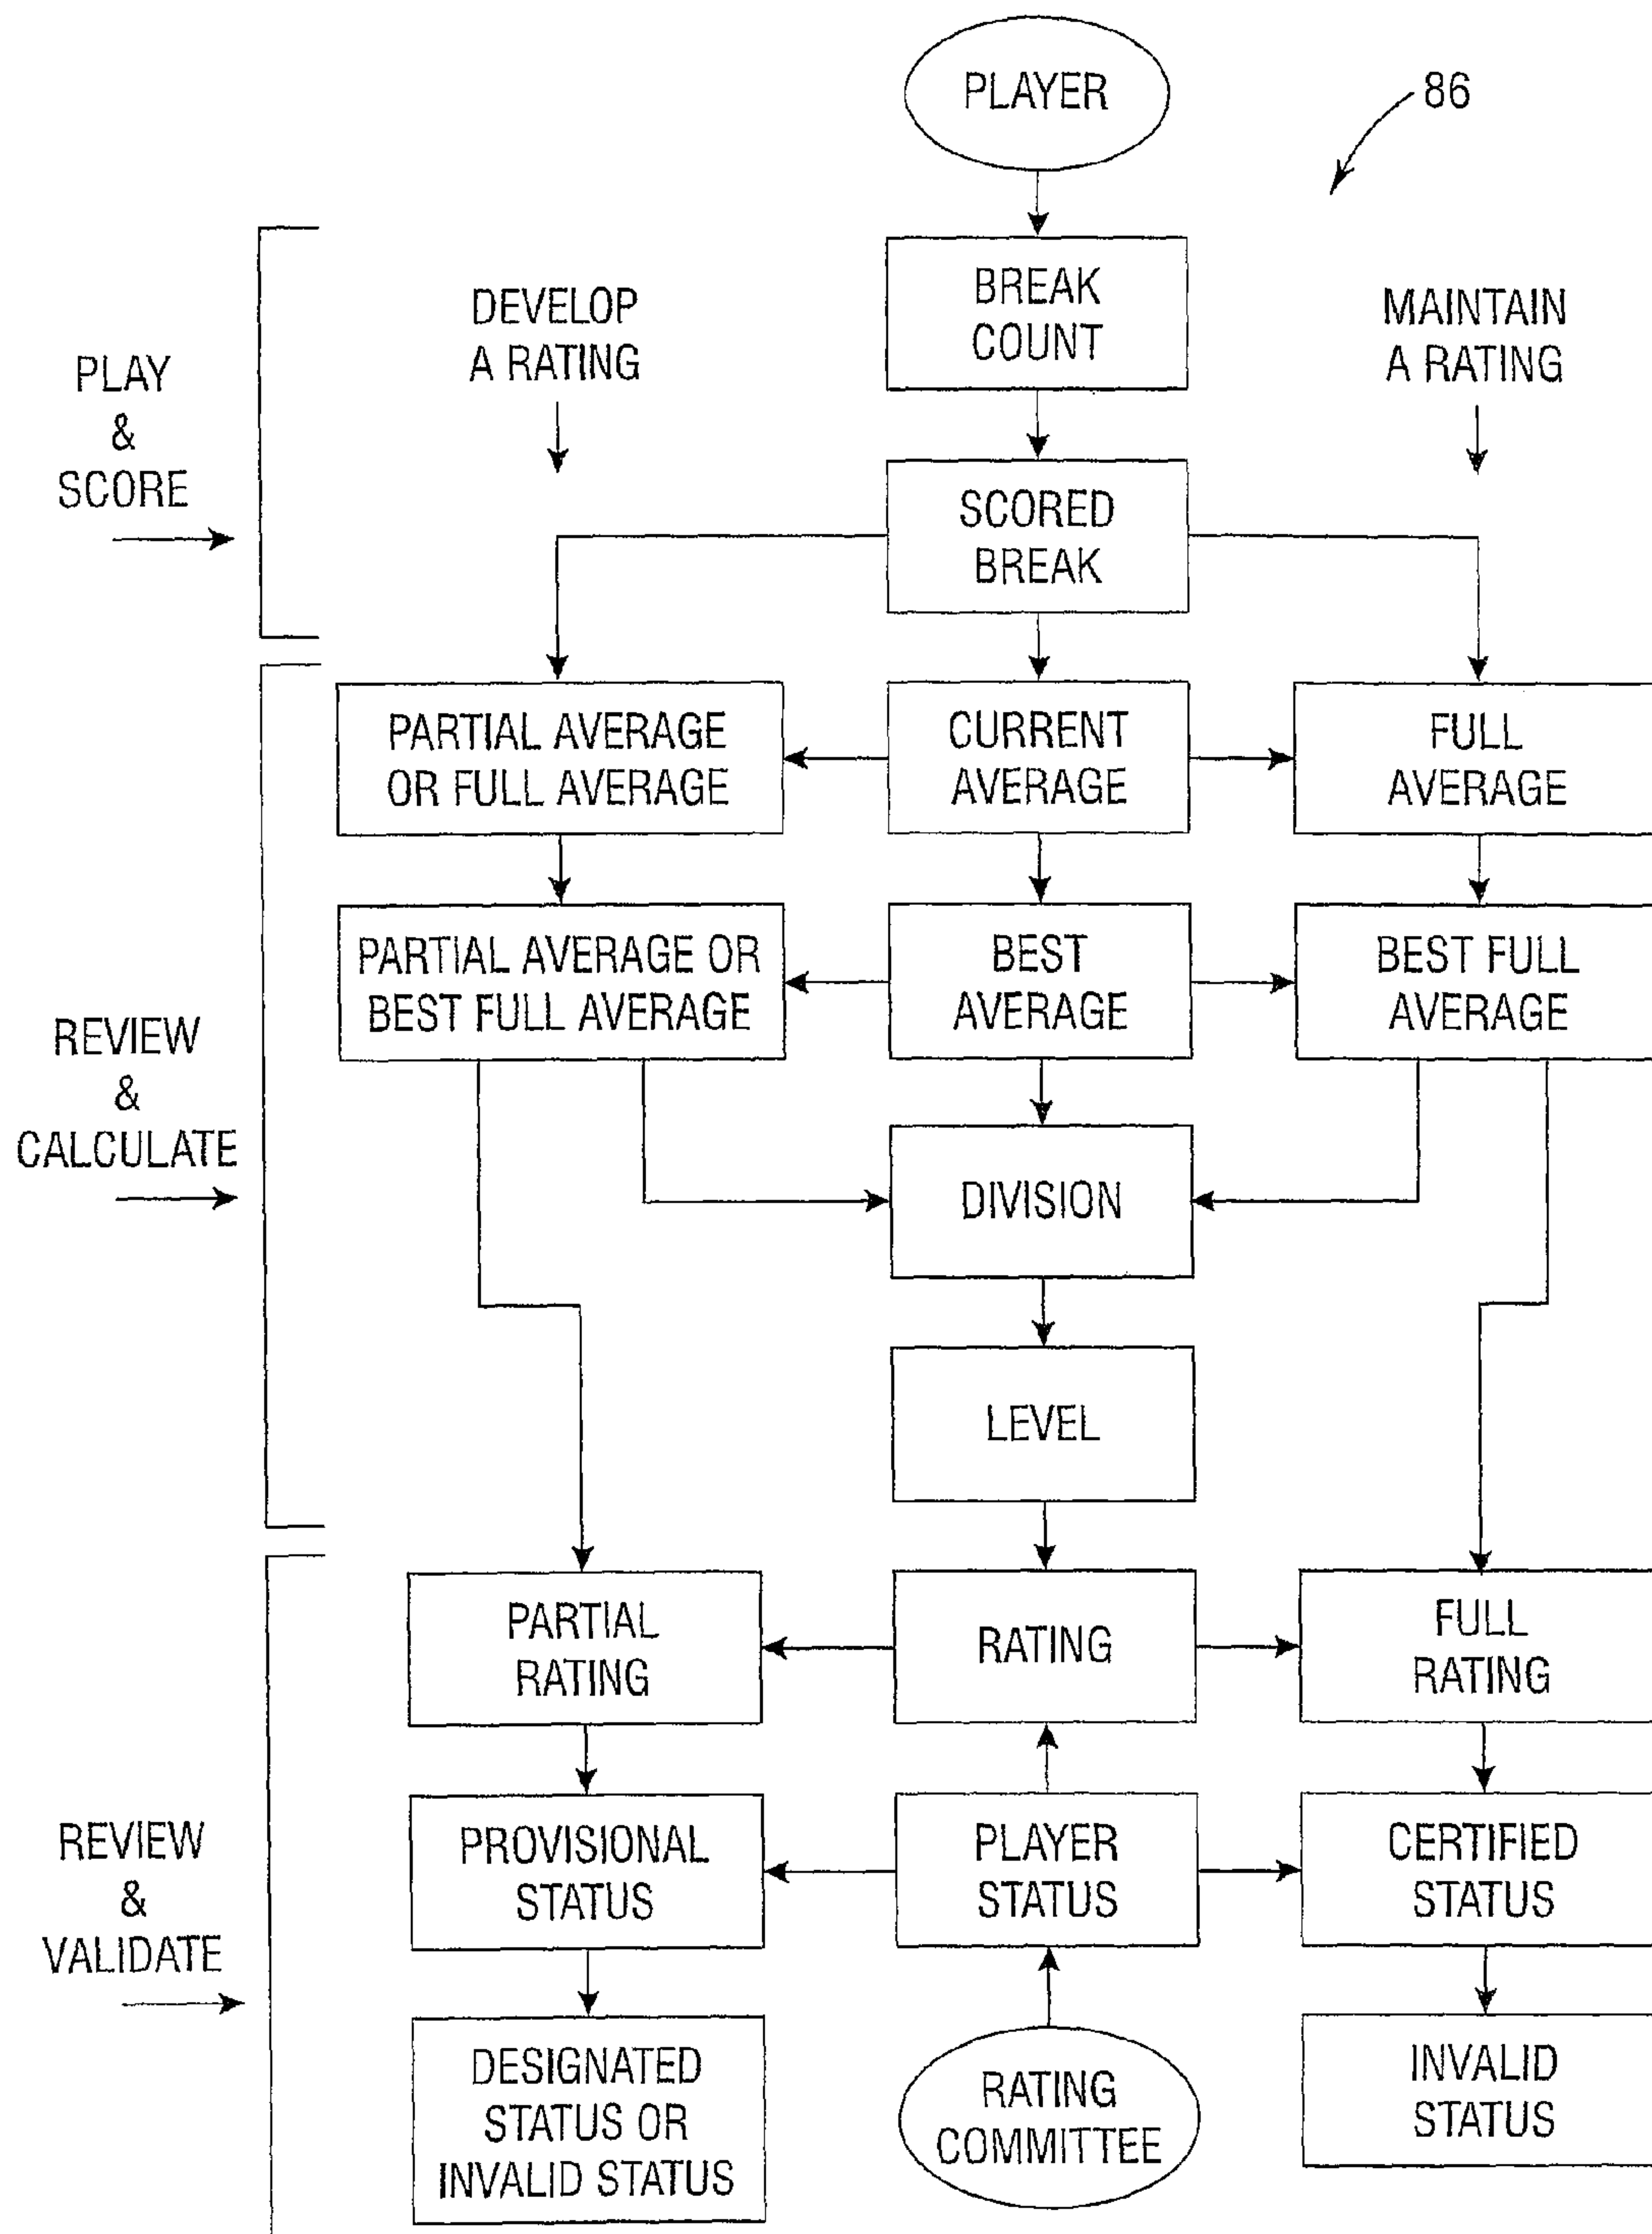 PLAYER
86
BREAK
COUNT
DEVELOP
A RATING
MAINTAIN
A RATING
PLAY
&
SCORE
SCORED
BREAK
PARTIAL AVERAGE
OR FULL AVERAGE
CURRENT
AVERAGE
FULL
AVERAGE
PARTIAL AVERAGE OR
BEST FULL AVERAGE
BEST
AVERAGE
BEST FULL
AVERAGE
REVIEW
&
CALCULATE
DIVISION
LEVEL
PARTIAL
RATING
RATING
FULL
RATING
REVIEW
&
VALIDATE
PROVISIONAL
STATUS
PLAYER
STATUS
CERTIFIED
STATUS
DESIGNATED
STATUS OR
INVALID STATUS
RATING
COMMITTEE
INVALID
STATUS